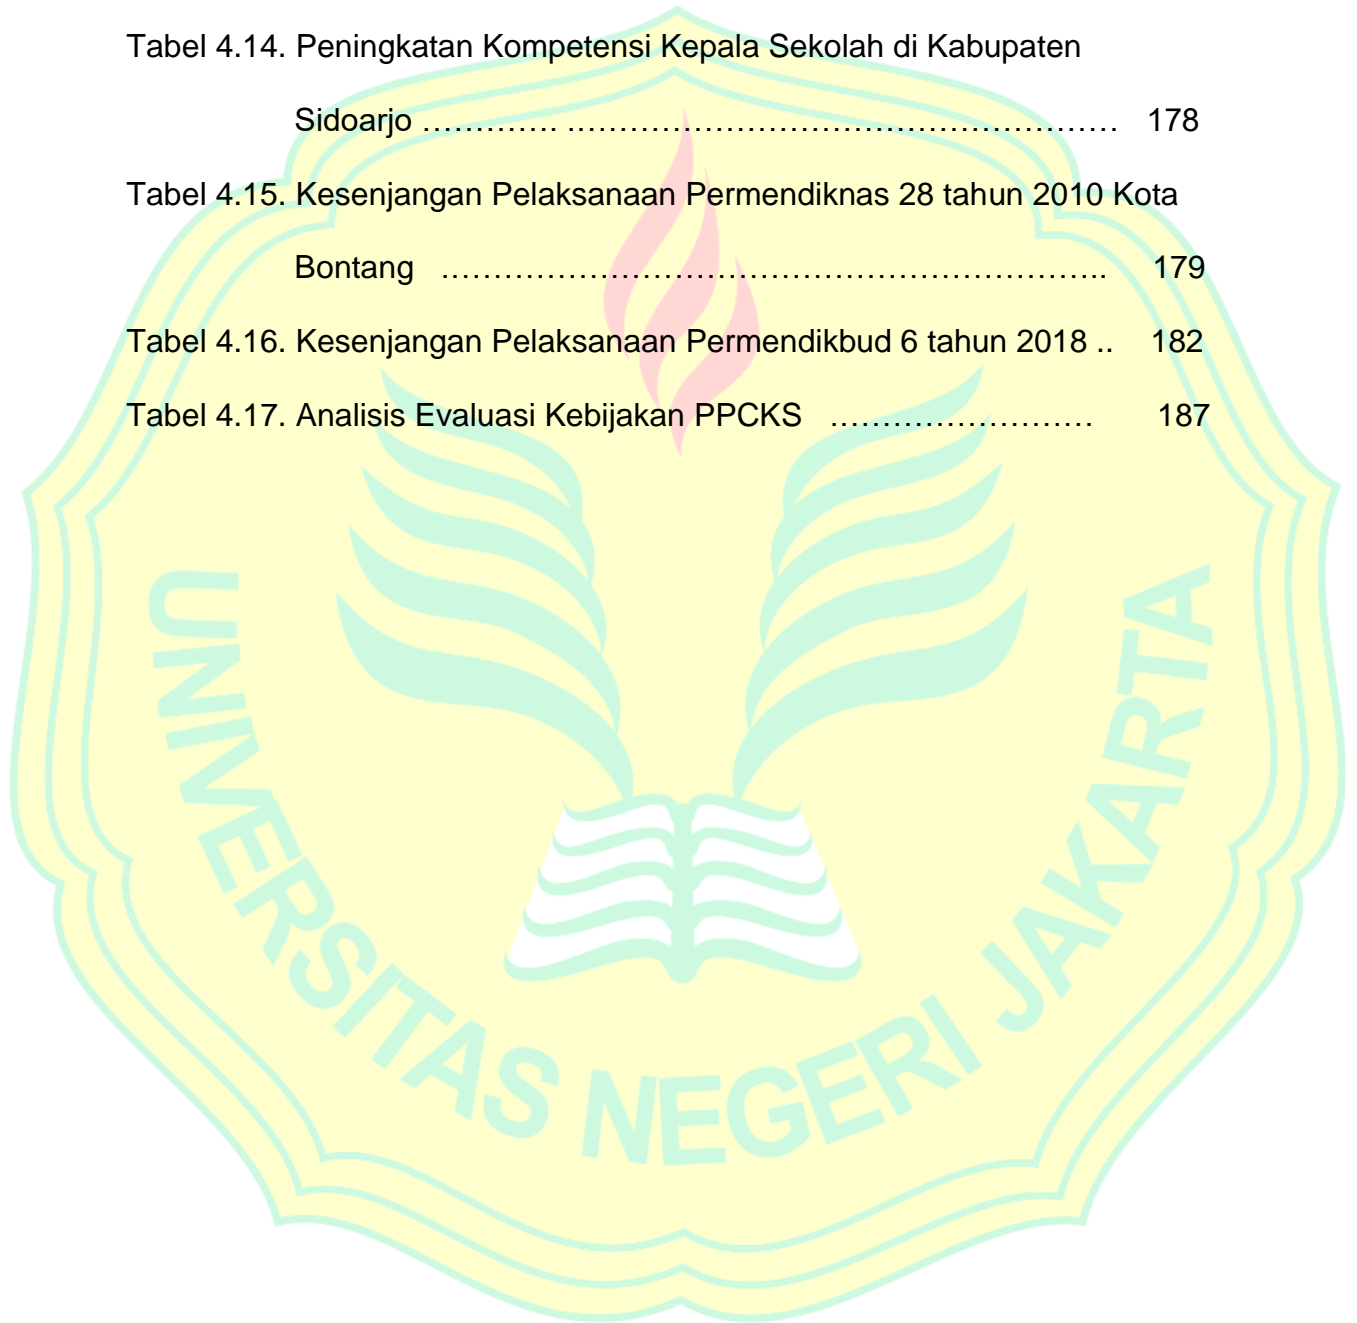 Tabel 4.14. Peningkatan Kompetensi Kepala Sekolah di Kabupaten
Sidoarjo …………. ……………………………………………… 178
Tabel 4.15. Kesenjangan Pelaksanaan Permendiknas 28 tahun 2010 Kota
Bontang ……………………………………………………….. 179
Tabel 4.16. Kesenjangan Pelaksanaan Permendikbud 6 tahun 2018 .. 182
Tabel 4.17. Analisis Evaluasi Kebijakan PPCKS ……………………. 187
UNIVERSITAS NEGERI JAKARTA